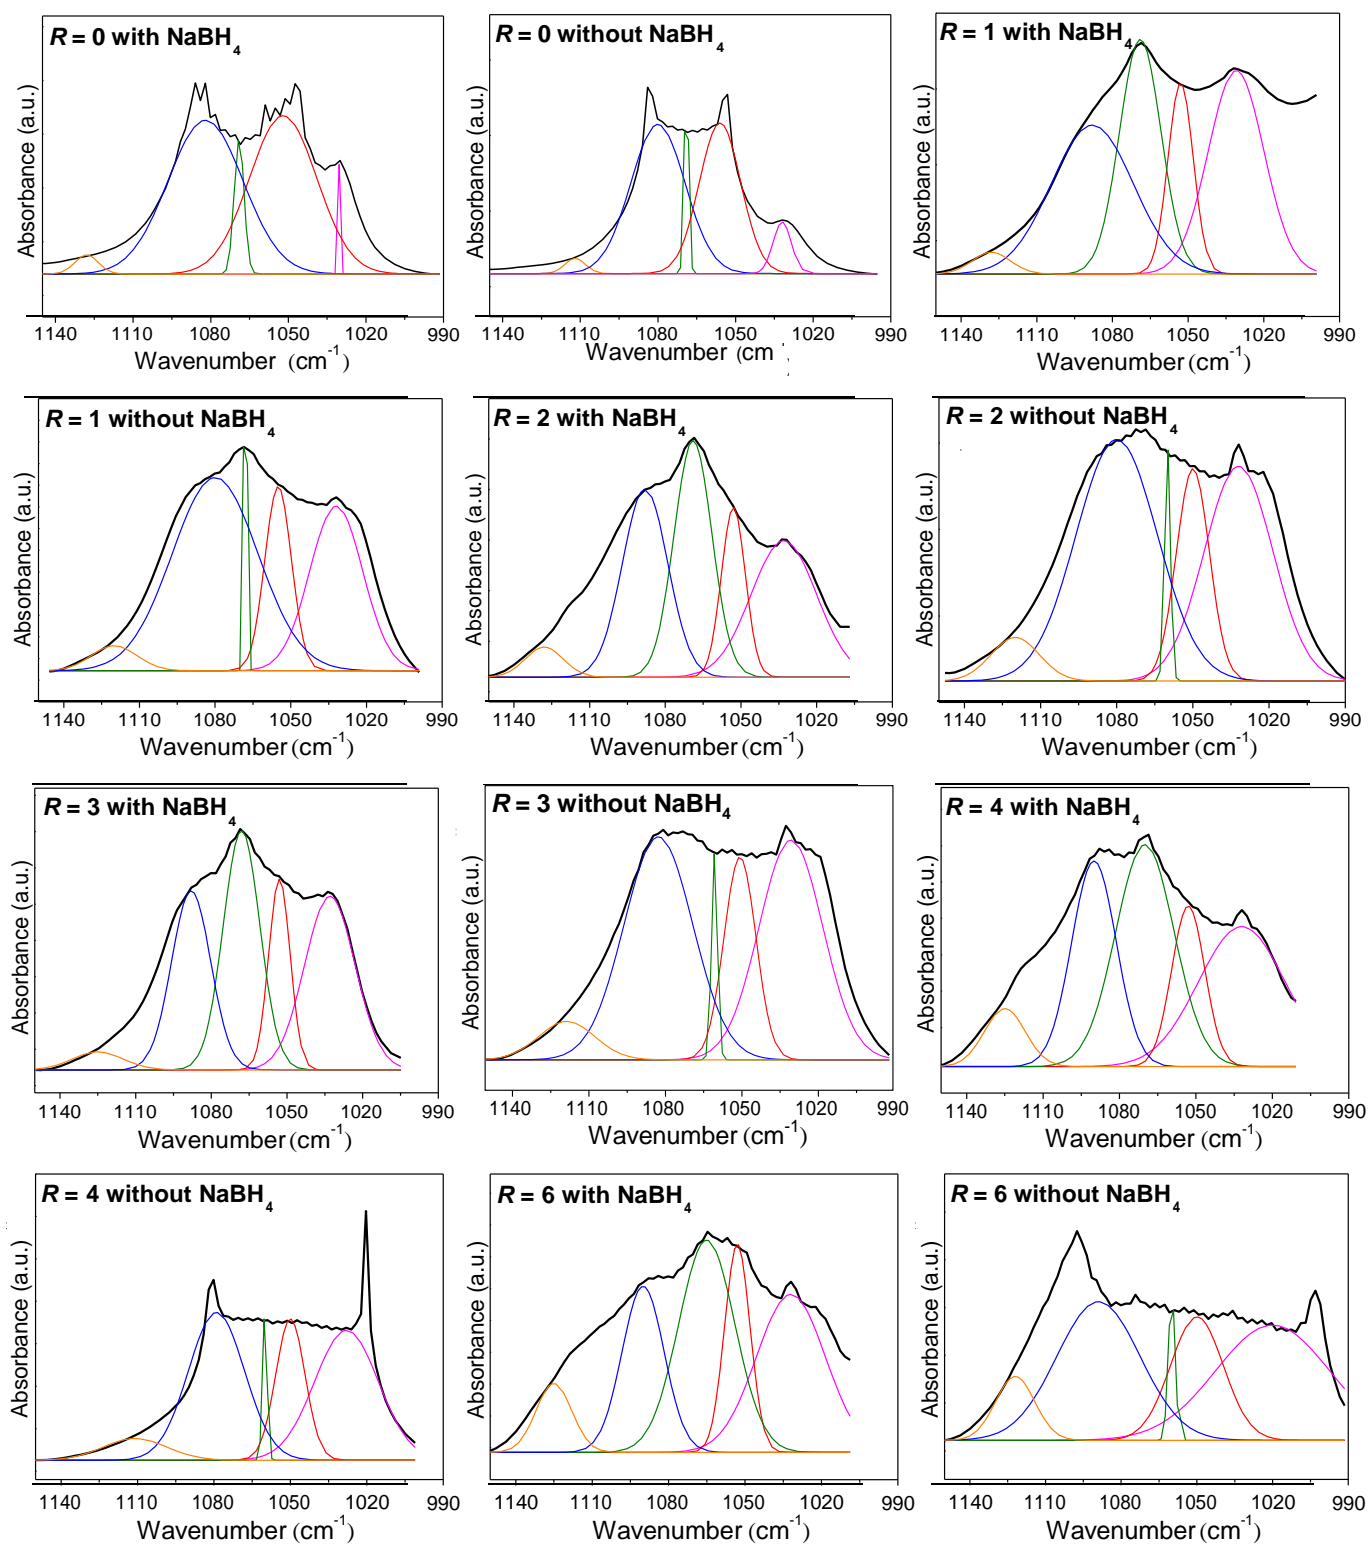 R = 0 with NaBH4
Absorbance (a.u.)
1140 1110 1080 1050 1020 990
Wavenumber (cm-1)
R = 0 without NaBH4
Absorbance (a.u.)
1140 1110 1080 1050 1020 990
Wavenumber (cm
R = 1 with NaBH4
Absorbance (a.u.)
1140 1110 1080 1050 1020 990
Wavenumber (cm-1)
R = 1 without NaBH4
Absorbance (a.u.)
1140 1110 1080 1050 1020 990
Wavenumber (cm-1)
R = 2 with NaBH4
Absorbance (a.u.)
1140 1110 1080 1050 1020 990
Wavenumber (cm-1)
R = 2 without NaBH4
Absorbance (a.u.)
1140 1110 1080 1050 1020 990
Wavenumber (cm-1)
R = 3 with NaBH4
Absorbance (a.u.)
1140 1110 1080 1050 1020 990
Wavenumber (cm-1)
R = 3 without NaBH4
Absorbance (a.u.)
1140 1110 1080 1050 1020 990
Wavenumber (cm-1)
R = 4 with NaBH4
Absorbance (a.u.)
1140 1110 1080 1050 1020 990
Wavenumber (cm-1)
R = 4 without NaBH4
Absorbance (a.u.)
1140 1110 1080 1050 1020 990
Wavenumber (cm-1)
R = 6 with NaBH4
Absorbance (a.u.)
1140 1110 1080 1050 1020 990
Wavenumber (cm-1)
R = 6 without NaBH4
Absorbance (a.u.)
1140 1110 1080 1050 1020 990
Wavenumber (cm-1)